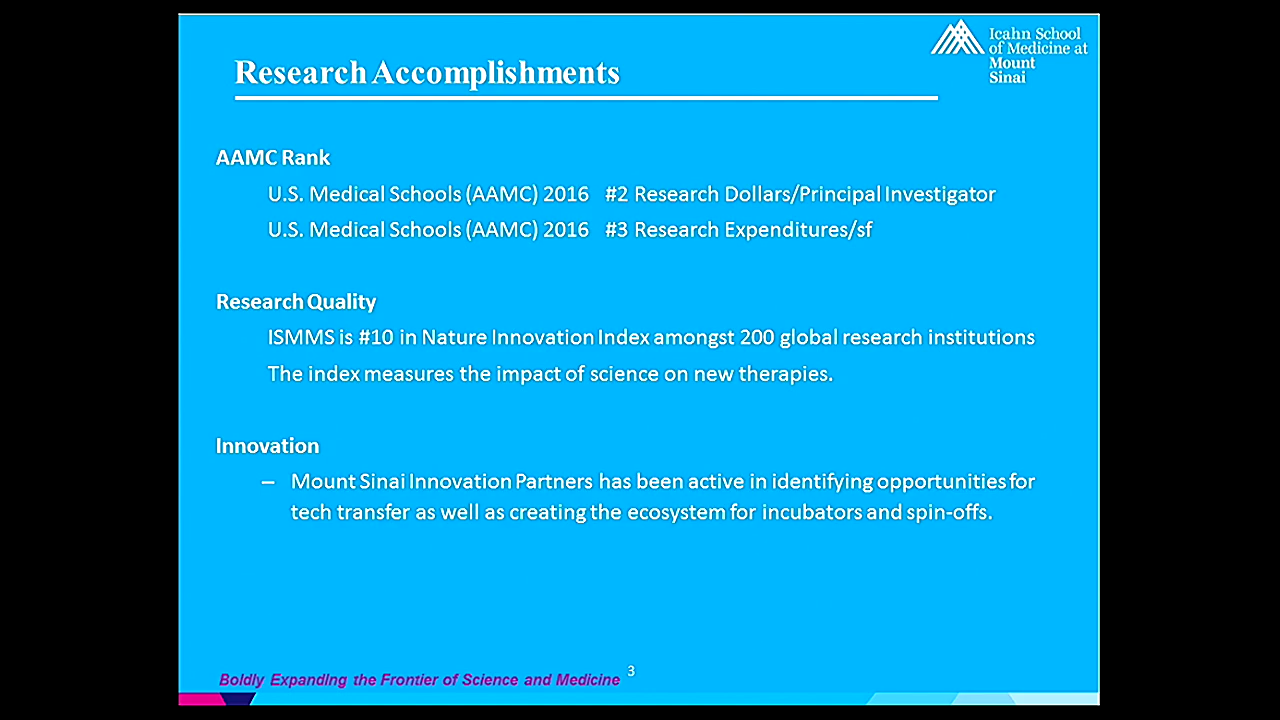 Icahn School
of Medicine at
Mount
Sinai
Research Accomplishments
AAMC Rank
U.S. Medical Schools (AAMC) 2016 #2 Research Dollars/Principal Investigator
U.S. Medical Schools (AAMC) 2016 #3 Research Expenditures/sf
Research Quality
ISMMS is #10 in Nature Innovation Index amongst 200 global research institutions
The index measures the impact of science on new therapies.
Innovation
– Mount Sinai Innovation Partners has been active in identifying opportunities for
tech transfer as well as creating the ecosystem for incubators and spin-offs.
Boldly Expanding the Frontier of Science and Medicine
3